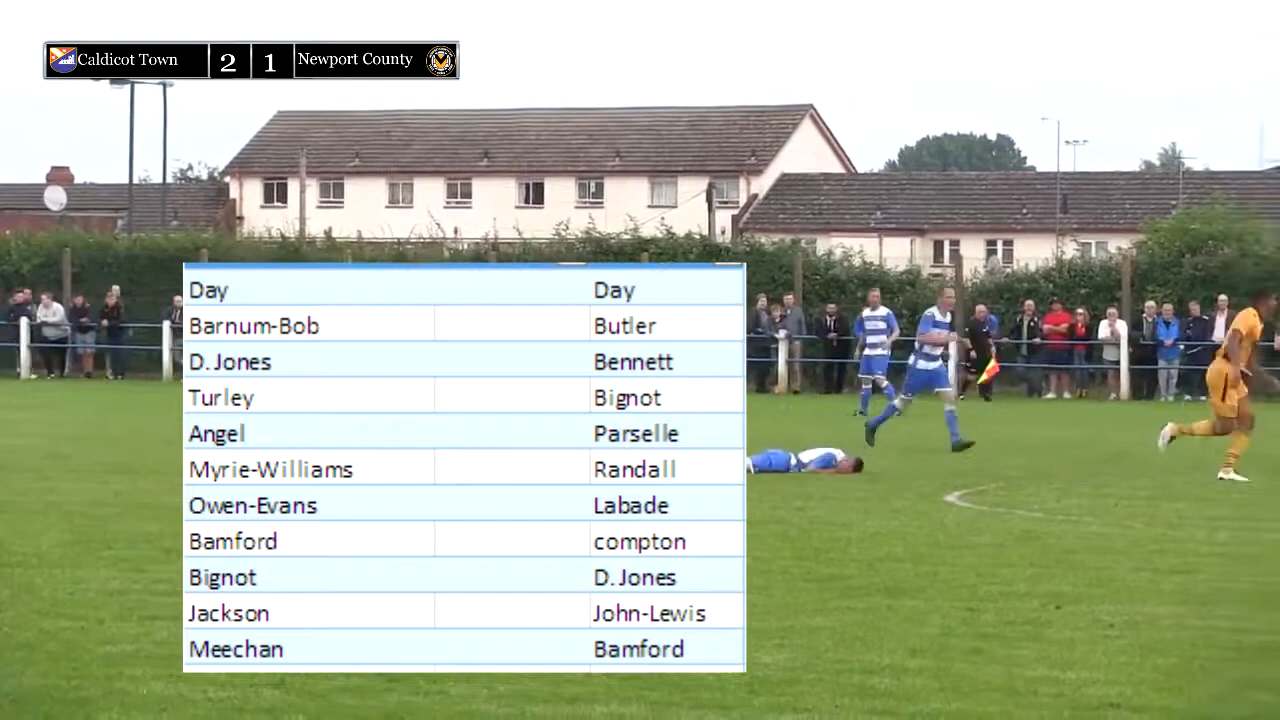 Caldicot Town 2 1 Newport County
Day Day
Barnum-Bob Butler
D. Jones Bennett
Turley Bignot
Angel Parselle
Myrie-Williams Randall
Owen-Evans Labade
Bamford compton
Bignot D. Jones
Jackson John-Lewis
Meechan Bamford